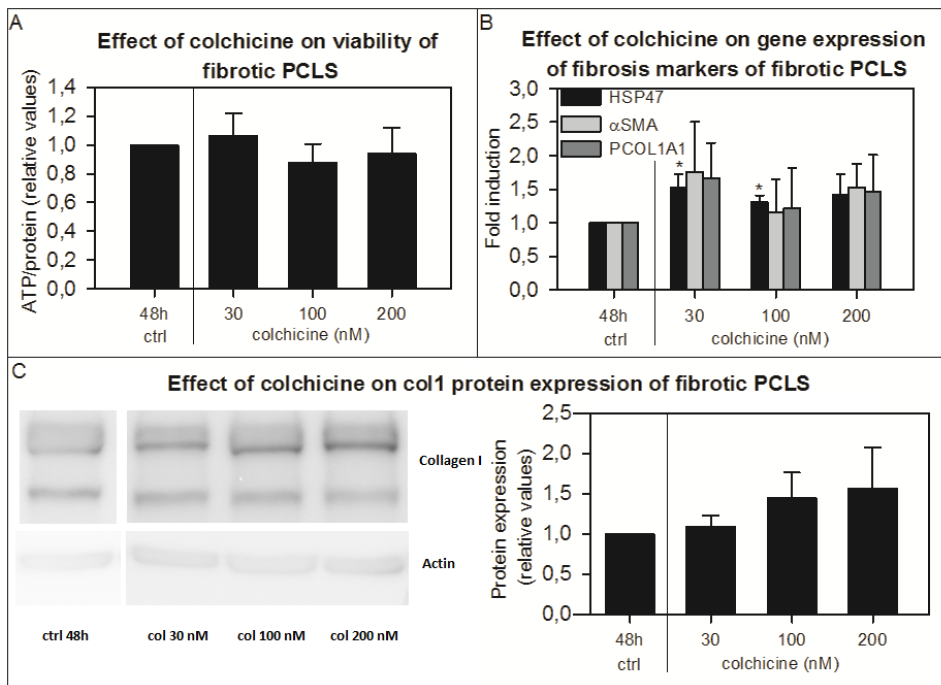 A
Effect of colchicine on viability of
fibrotic PCLS
ATP/protein (relative values)
1,4
1,2
1,0
0,8
0,6
0,4
0,2
0,0
48h
ctrl
30
100
200
colchicine (nM)
B
Effect of colchicine on gene expression
of fibrosis markers of fibrotic PCLS
Fold induction
3,0
2,5
2,0
1,5
1,0
0,5
0,0
HSP47
αSMA
PCOL1A1
*
*
48h
ctrl
30
100
200
colchicine (nM)
C
Effect of colchicine on col1 protein expression of fibrotic PCLS
Collagen I
Actin
ctrl 48h
col 30 nM
col 100 nM
col 200 nM
Protein expression
(relative values)
2,5
2,0
1,5
1,0
0,5
0,0
48h
ctrl
30
100
200
colchicine (nM)